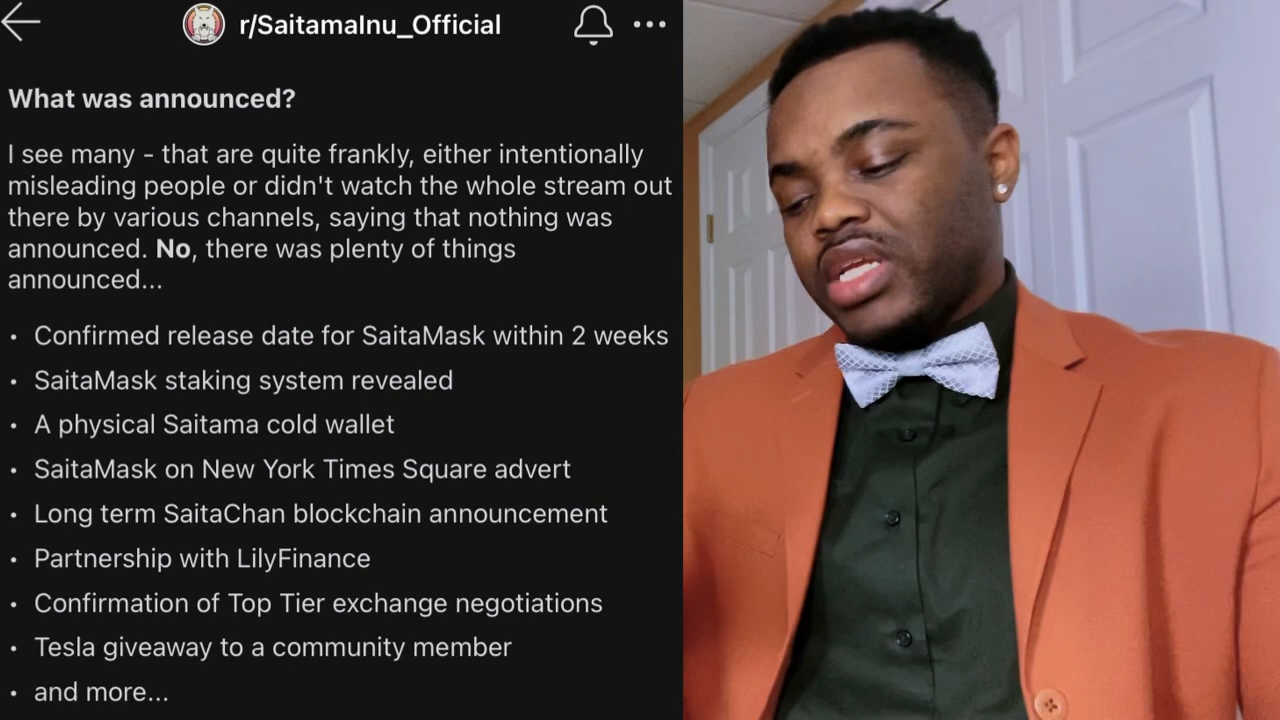 r/SaitamaInu_Official
What was announced?
I see many - that are quite frankly, either intentionally
misleading people or didn't watch the whole stream out
there by various channels, saying that nothing was
announced. No, there was plenty of things
announced...
• Confirmed release date for SaitaMask within 2 weeks
• SaitaMask staking system revealed
• A physical Saitama cold wallet
• SaitaMask on New York Times Square advert
• Long term SaitaChan blockchain announcement
• Partnership with LilyFinance
• Confirmation of Top Tier exchange negotiations
• Tesla giveaway to a community member
• and more...